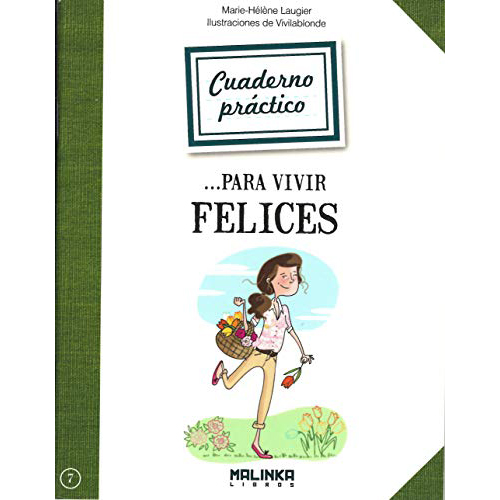 Marie-Hélène Laugier
Ilustraciones de Vivilablonde
Cuaderno
práctico
...PARA VIVIR
FELICES
7
MALINKA
LIBROS